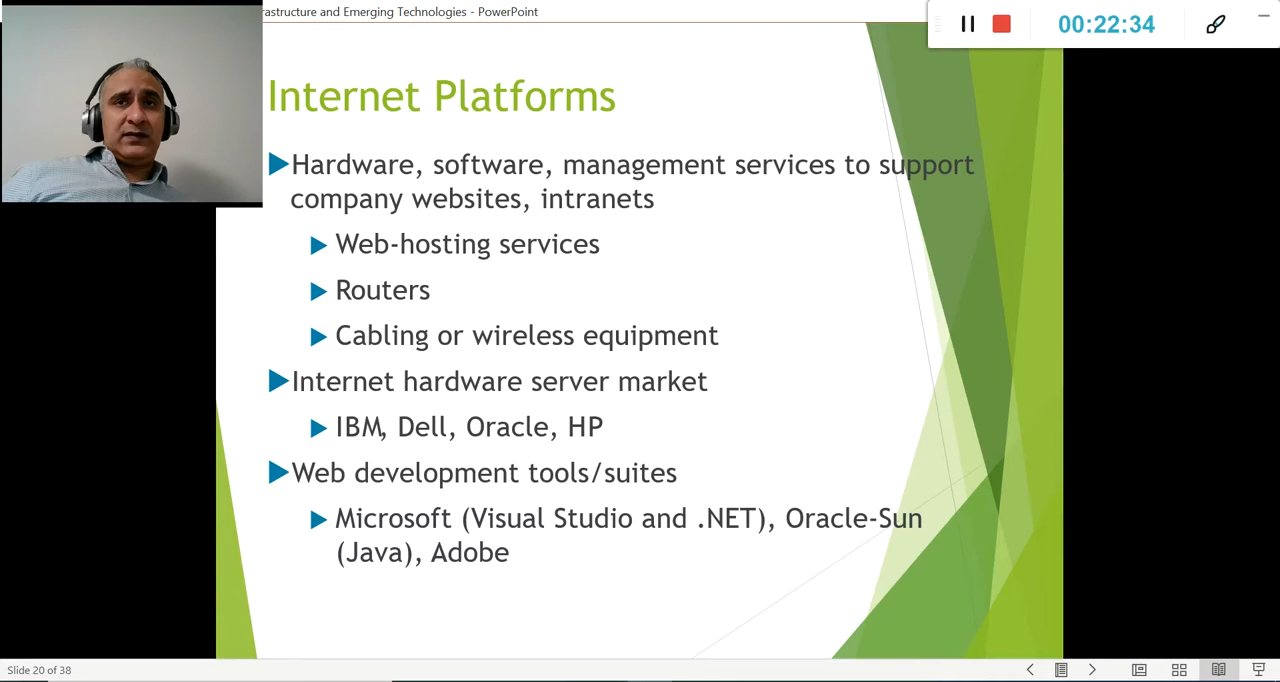 rastructure and Emerging Technologies - PowerPoint
00:22:34
Internet Platforms
Hardware, software, management services to support
company websites, intranets
Web-hosting services
Routers
Cabling or wireless equipment
Internet hardware server market
IBM, Dell, Oracle, HP
Web development tools/suites
Microsoft (Visual Studio and .NET), Oracle-Sun
(Java), Adobe
Slide 20 of 38